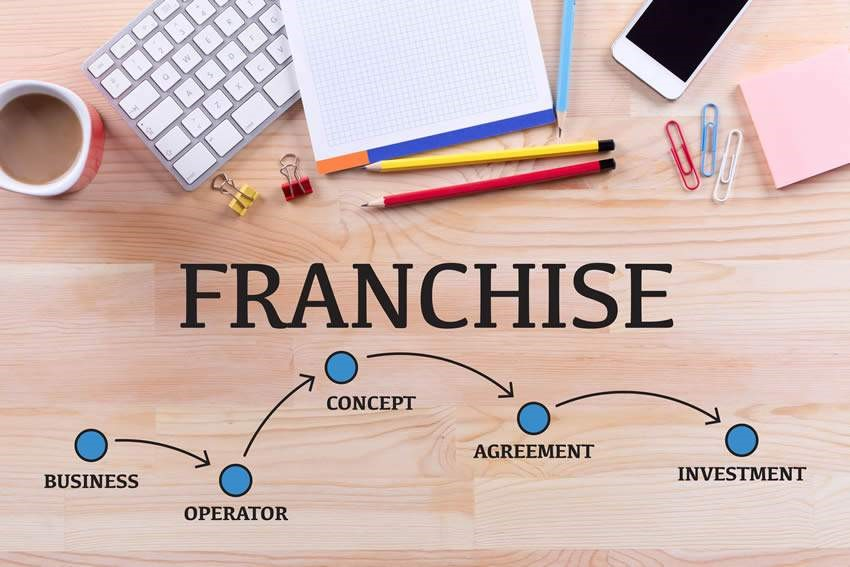 FRANCHISE
CONCEPT
BUSINESS
OPERATOR
AGREEMENT
INVESTMENT